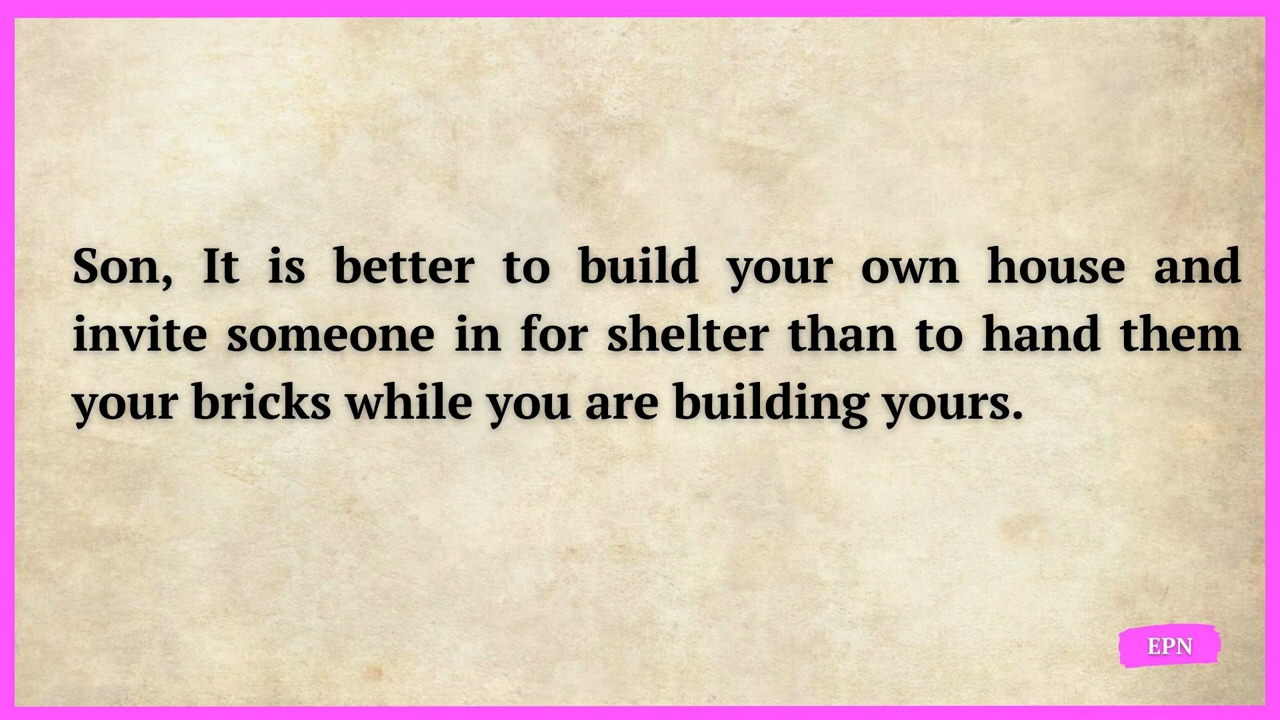 Son, It is better to build your own house and
invite someone in for shelter than to hand them
your bricks while you are building yours.
EPN